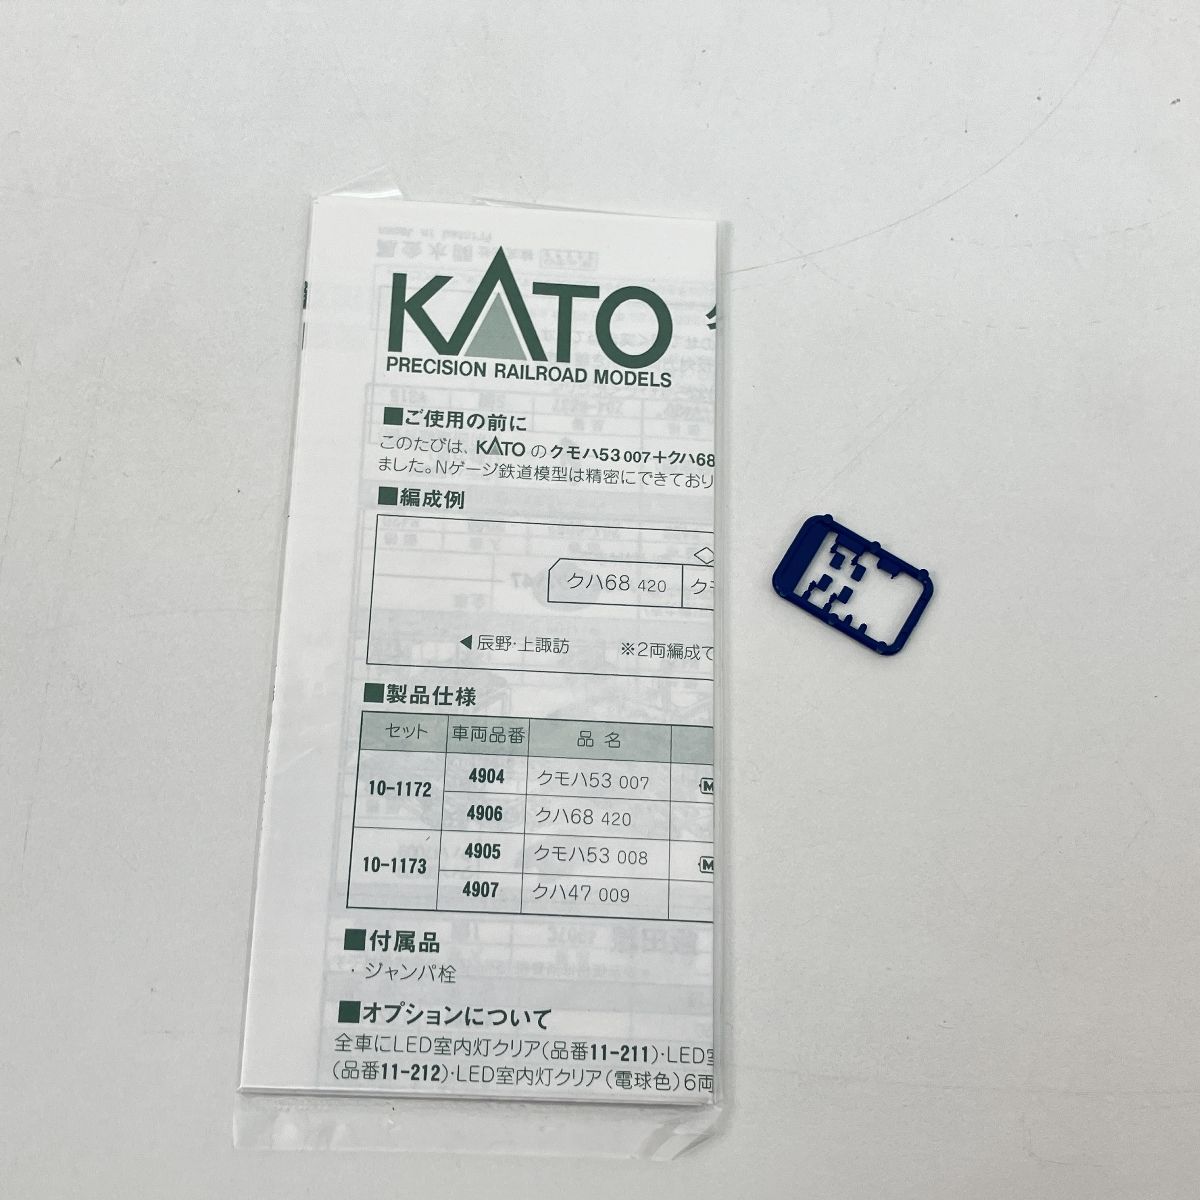 KATO
PRECISION RAILROAD MODELS
■ご使用の前に
このたびは、KATOのクモハ53 007+クハ68
ました。Nゲージ鉄道模型は精密にできており
■編成例
クハ68 420
◀辰野・上諏訪 ※2両編成で
■製品仕様
セット 車両品番 品名
10-1172 4904 クモハ53 007
4906 クハ68 420
10-1173 4905 クモハ53 008
4907 クハ47 009
■付属品
・ジャンパ栓
■オプションについて
全車にLED室内灯クリア(品番11-211)・LED
(品番11-212)・LED室内灯クリア(電球色)6両